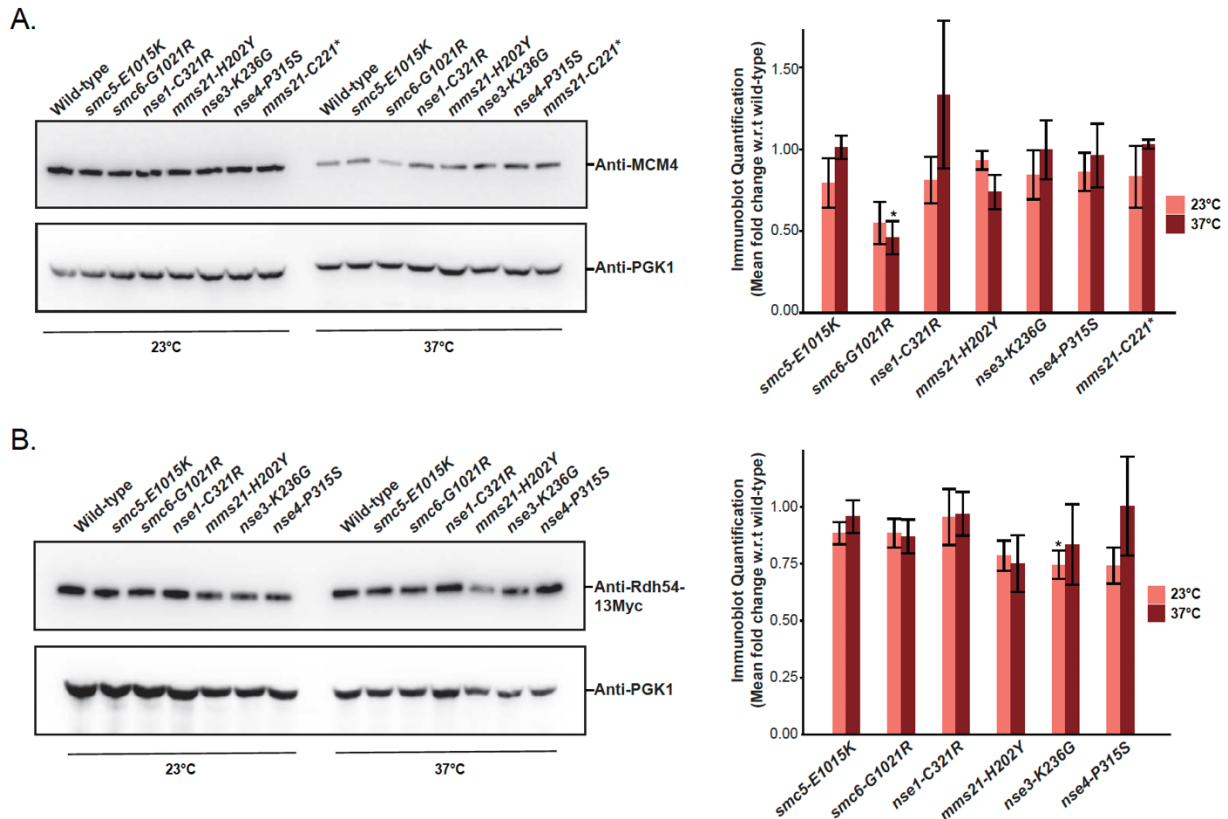 A.
Wild-type
smc5-E1015K
smc6-G1021R
nse1-C321R
mms21-H202Y
nse3-K236G
nse4-P315S
mms21-C221*
Wild-type
smc5-E1015K
smc6-G1021R
nse1-C321R
mms21-H202Y
nse3-K236G
nse4-P315S
mms21-C221*
Anti-MCM4
Anti-PGK1
23°C
37°C
Immunoblot Quantification
(Mean fold change w.r.t wild-type)
1.50
1.00
0.50
0.00
*
23°C
37°C
smc5-E1015K
smc6-G1021R
nse1-C321R
mms21-H202Y
nse3-K236G
nse4-P315S
mms21-C221*
B.
Wild-type
smc5-E1015K
smc6-G1021R
nse1-C321R
mms21-H202Y
nse3-K236G
nse4-P315S
Wild-type
smc5-E1015K
smc6-G1021R
nse1-C321R
mms21-H202Y
nse3-K236G
nse4-P315S
Anti-Rdh54-
13Myc
Anti-PGK1
23°C
37°C
Immunoblot Quantification
(Mean fold change w.r.t wild-type)
1.00
0.75
0.50
0.25
0.00
*
23°C
37°C
smc5-E1015K
smc6-G1021R
nse1-C321R
mms21-H202Y
nse3-K236G
nse4-P315S